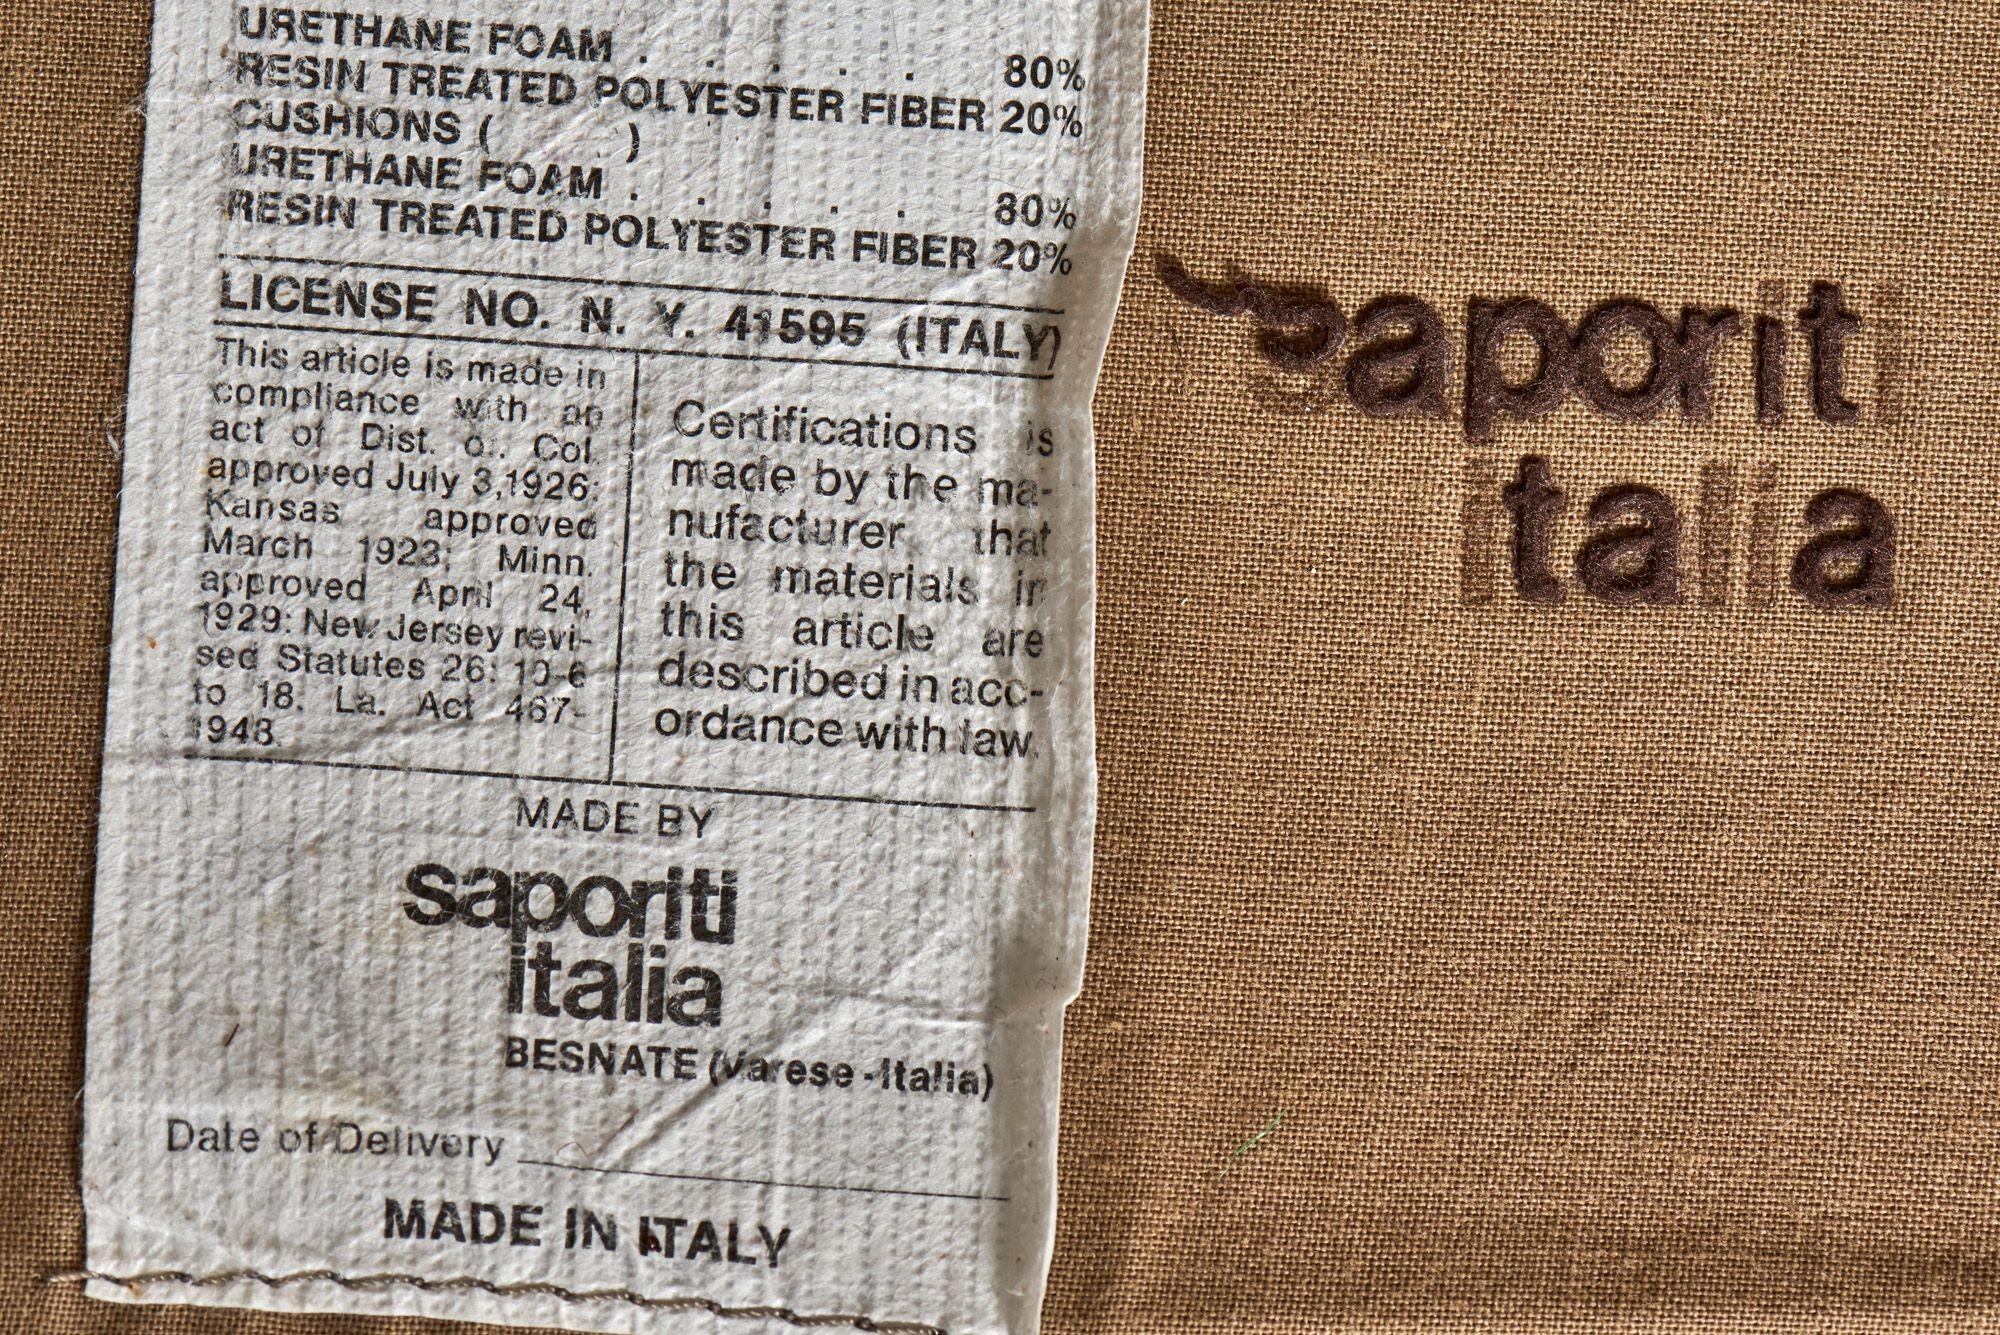 URETHANE FOAM . . . . . 80%
RESIN TREATED POLYESTER FIBER 20%
CUSHIONS ( )
URETHANE FOAM . . . . . 80%
RESIN TREATED POLYESTER FIBER 20%
LICENSE NO. N. Y. 41595 (ITALY)
This article is made in
compliance with an
act of Dist. of. Col.
approved July 3,1926;
Kansas approved
March 1923; Minn.
approved April 24,
1929: New Jersey revi-
sed Statutes 26: 10-6
to 18. La. Act 467-
1948.
Certifications is
made by the ma-
nufacturer that
the materials in
this article are
described in acc-
ordance with law.
MADE BY
saporiti
italia
BESNATE (Varese-Italia)
Date of Delivery
MADE IN ITALY
saporiti
italia